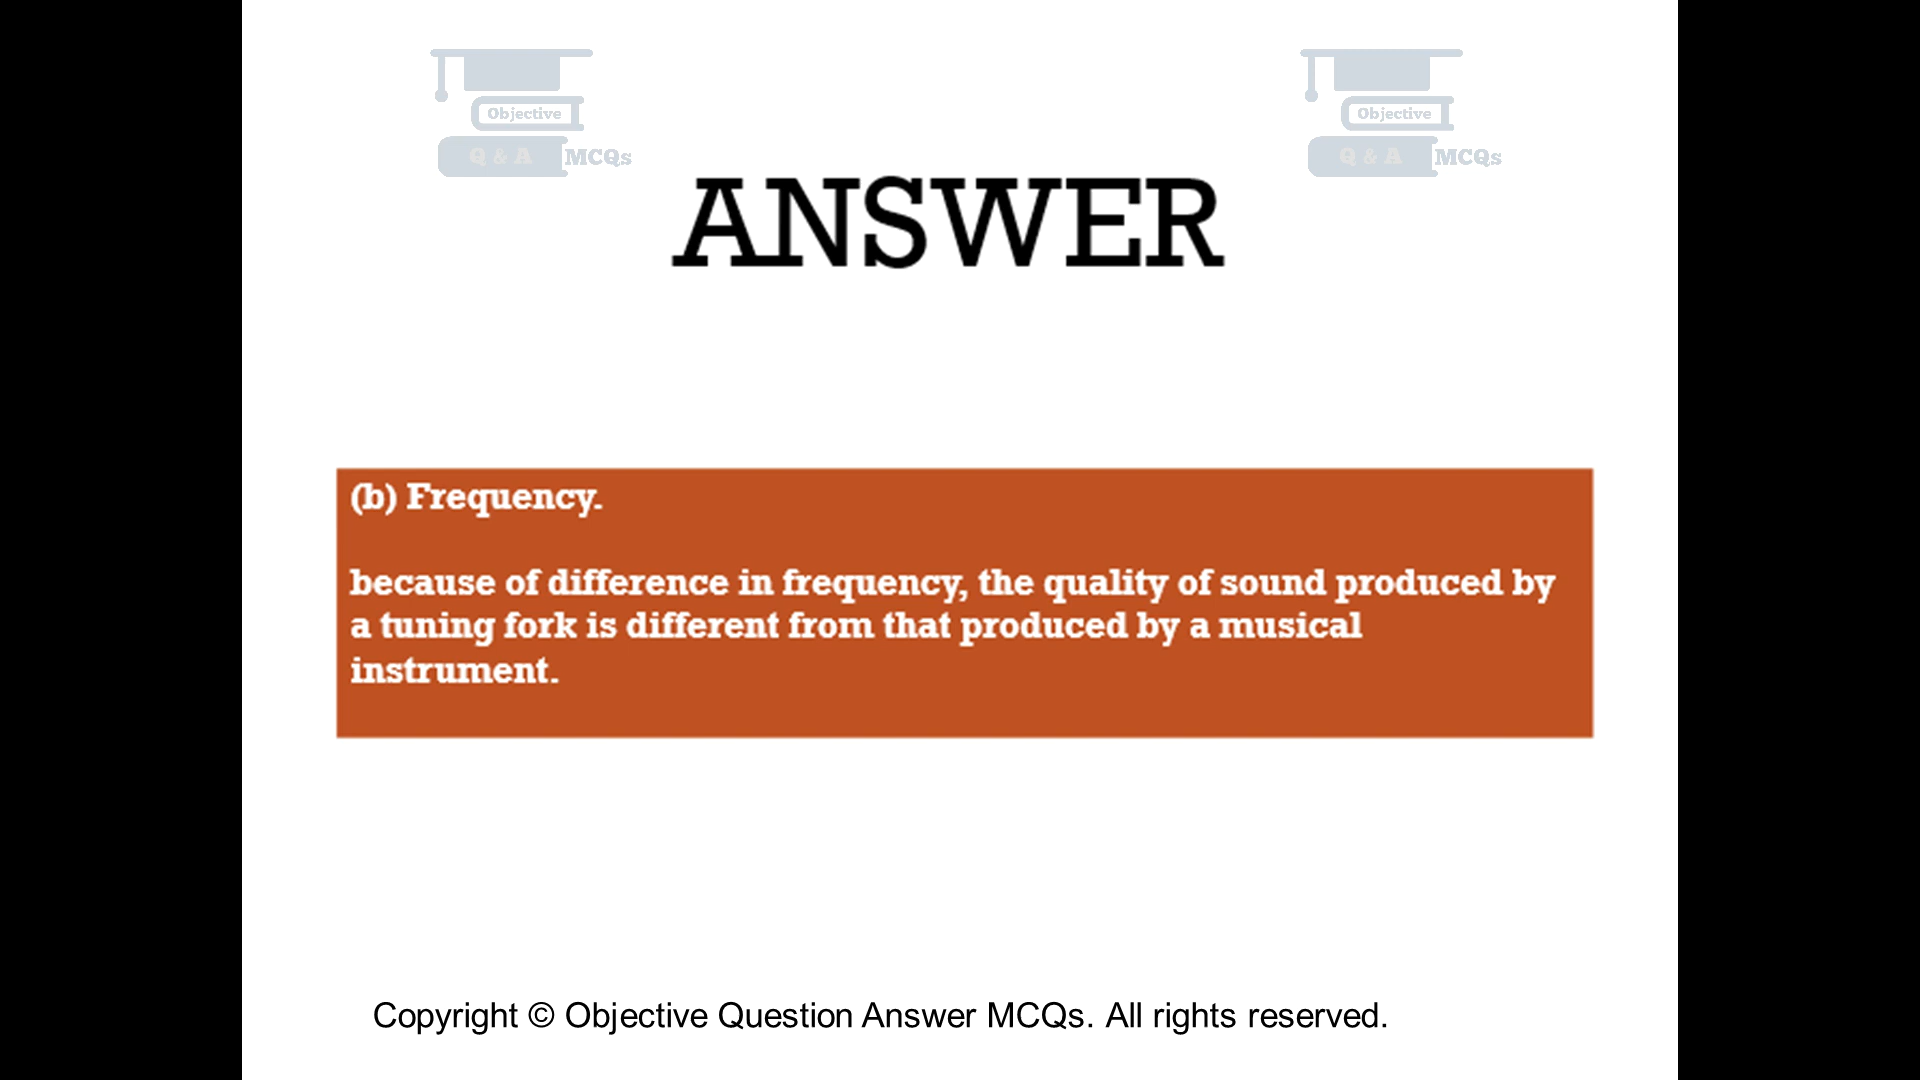 Objective
Q & A MCQs
Objective
Q & A MCQs
ANSWER
(b) Frequency.
because of difference in frequency, the quality of sound produced by
a tuning fork is different from that produced by a musical
instrument.
Copyright © Objective Question Answer MCQs. All rights reserved.